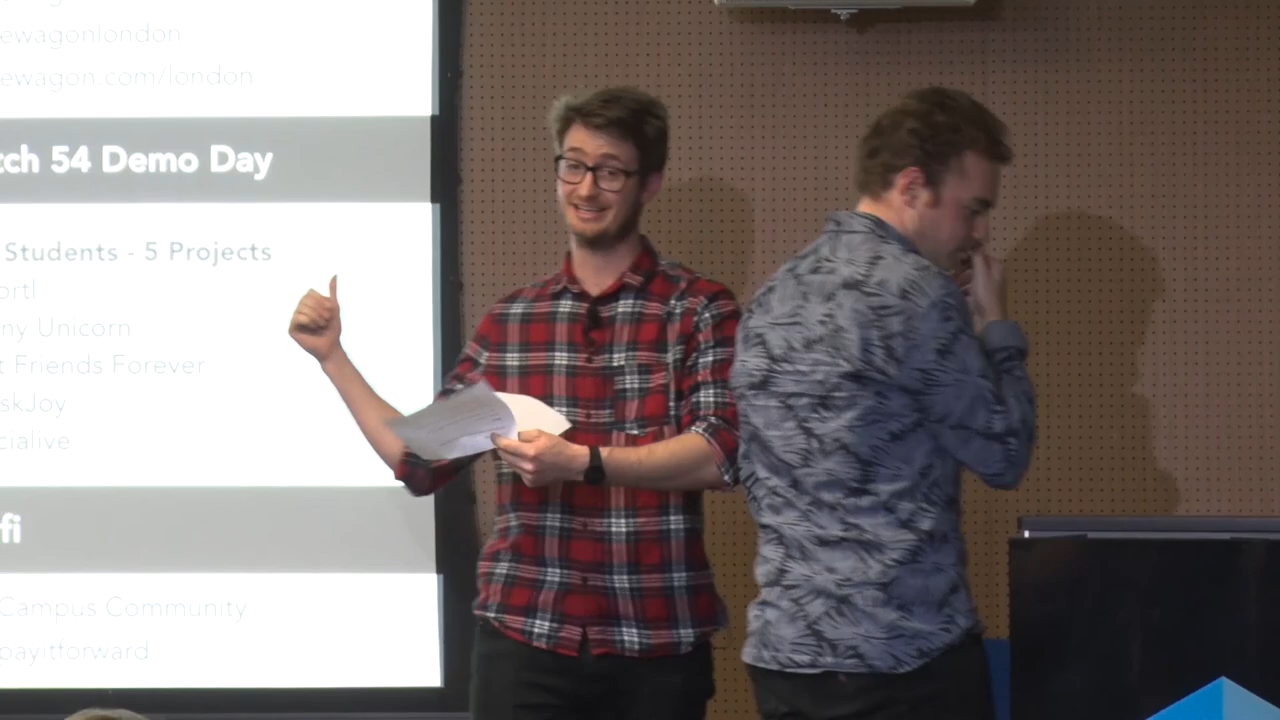 ewagonlondon
ewagon.com/london
tch 54 Demo Day
Students - 5 Projects
ortl
ny Unicorn
t Friends Forever
skJoy
cialive
fi
Campus Community
payitforward